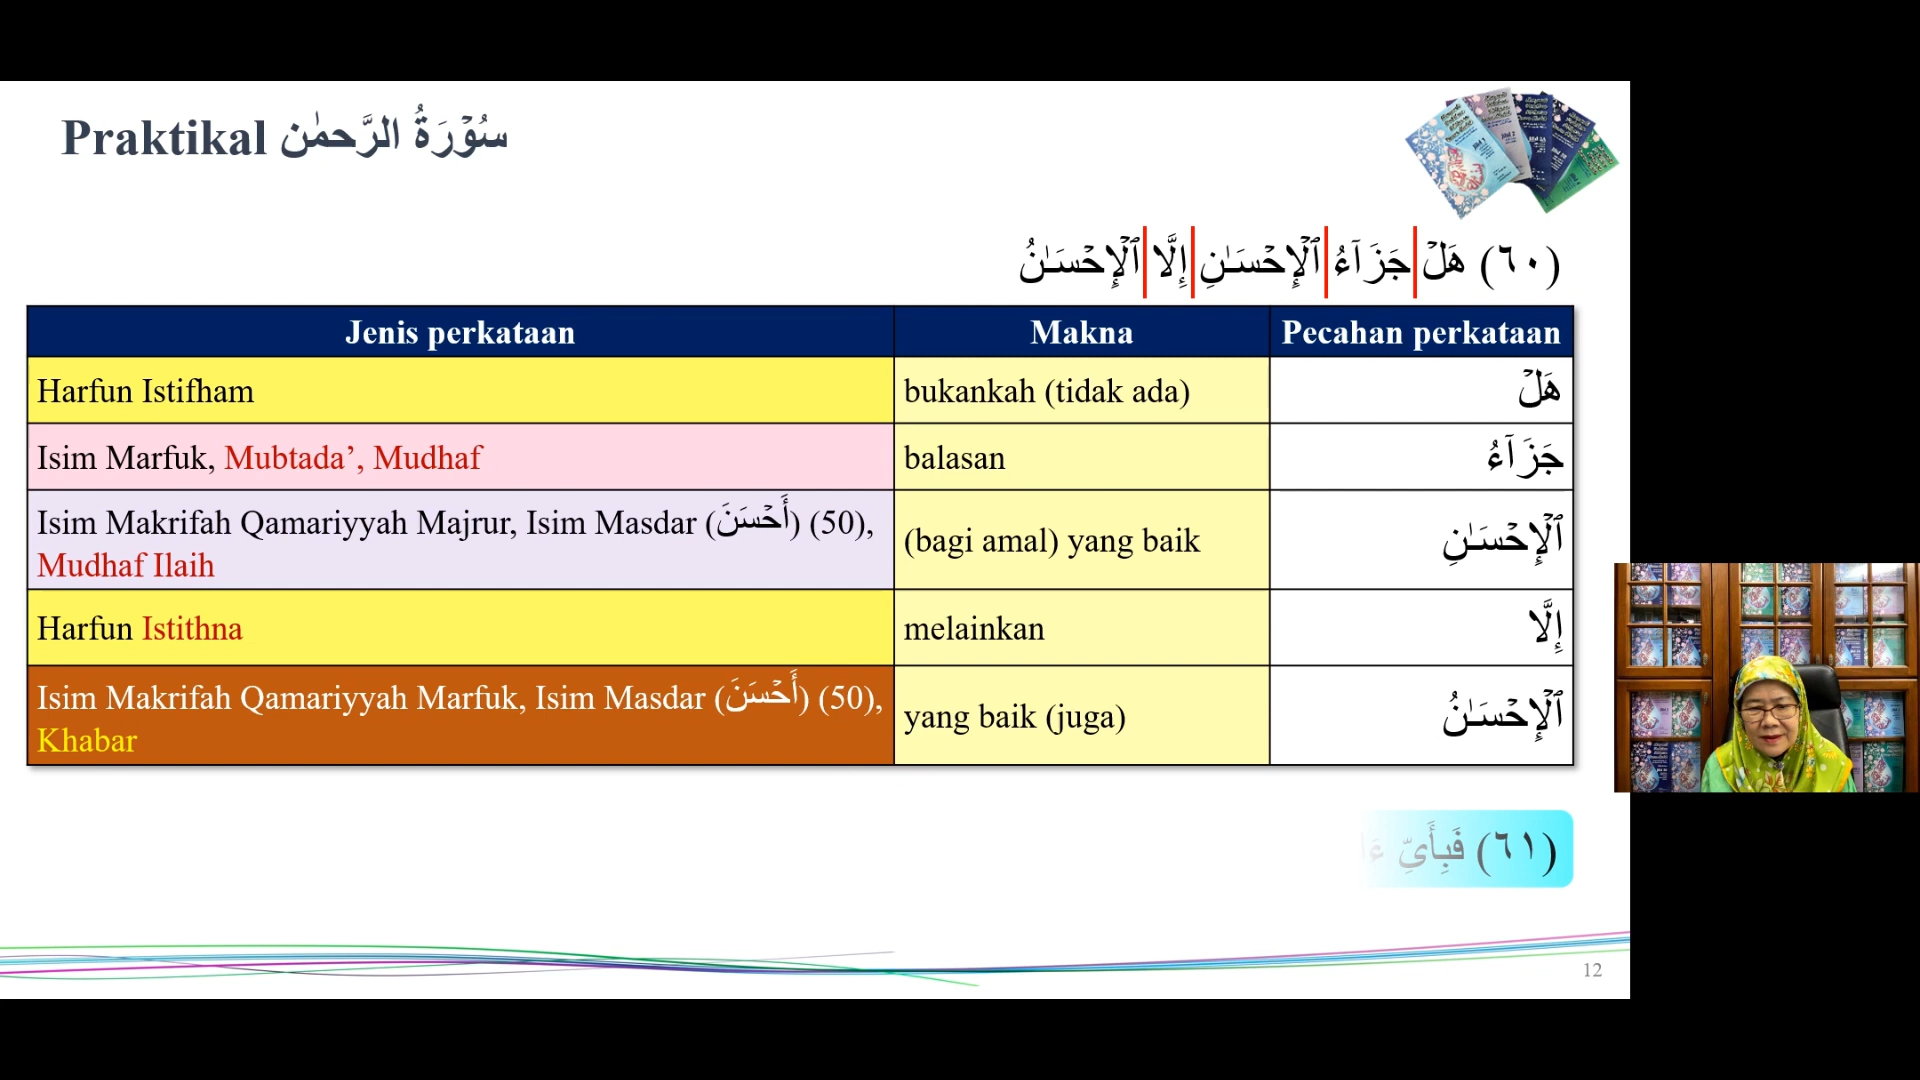 Praktikal سُوْرَةُ الرَّحمٰن
(٦٠) هَلْ جَزَآءُ ٱلْإِحْسَـٰنِ إِلَّا ٱلْإِحْسَـٰنُ
Jenis perkataan	Makna	Pecahan perkataan
Harfun Istifham	bukankah (tidak ada)	هَلْ
Isim Marfuk, Mubtada’, Mudhaf	balasan	جَزَآءُ
Isim Makrifah Qamariyyah Majrur, Isim Masdar (أَحْسَنَ) (50),
Mudhaf Ilaih	(bagi amal) yang baik	ٱلْإِحْسَـٰنِ
Harfun Istithna	melainkan	إِلَّا
Isim Makrifah Qamariyyah Marfuk, Isim Masdar (أَحْسَنَ) (50),
Khabar	yang baik (juga)	ٱلْإِحْسَـٰنُ
(٦١) فَبِأَىِّ
12